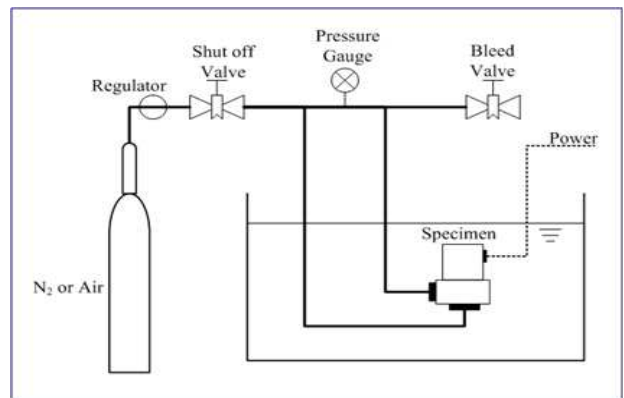 Pressure
Gauge
Shut off
Valve
Bleed
Valve
Regulator
Power
Specimen
N₂ or Air